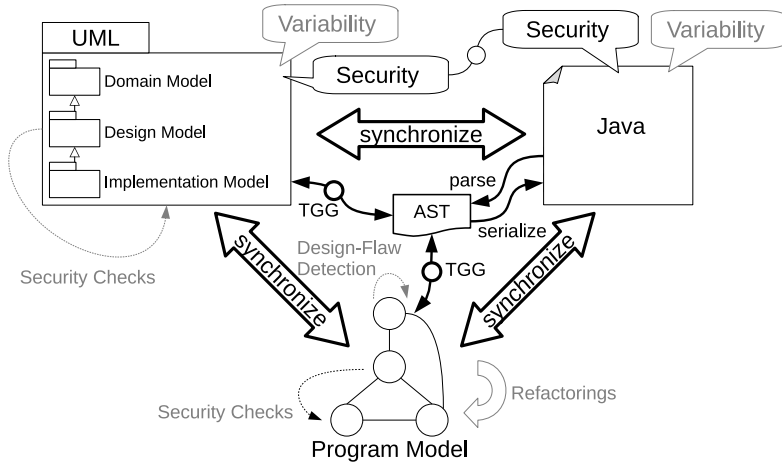 UML
Variability
Security
Variability
Security
Domain Model
Design Model
Implementation Model
synchronize
Java
parse
TGG
AST
serialize
Security Checks
synchronize
Design-Flaw
Detection
TGG
synchronize
Refactorings
Security Checks
Program Model